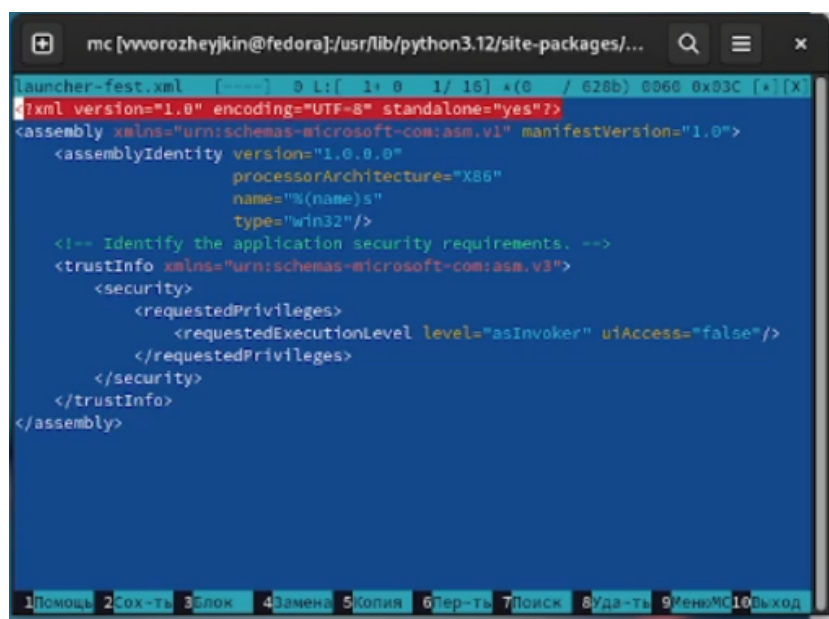 mc [vvvorozheyjkin@fedora]:/usr/lib/python3.12/site-packages/...
launcher-fest.xml [----] 0 L:[ 1+ 0 1/ 16] *(0 / 628b) 0060 0x03C [*][X]
<?xml version="1.0" encoding="UTF-8" standalone="yes"?>
<assembly xmlns="urn:schemas-microsoft-com:asm.v1" manifestVersion="1.0">
<assemblyIdentity version="1.0.0.0"
processorArchitecture="X86"
name="%(name)s"
type="win32"/>
<!-- Identify the application security requirements. -->
<trustInfo xmlns="urn:schemas-microsoft-com:asm.v3">
<security>
<requestedPrivileges>
<requestedExecutionLevel level="asInvoker" uiAccess="false"/>
</requestedPrivileges>
</security>
</trustInfo>
</assembly>
1Помощь 2Сох-ть 3Блок 4Замена 5Копия 6Пер-ть 7Поиск 8Уда-ть 9МенюMC 10Выход